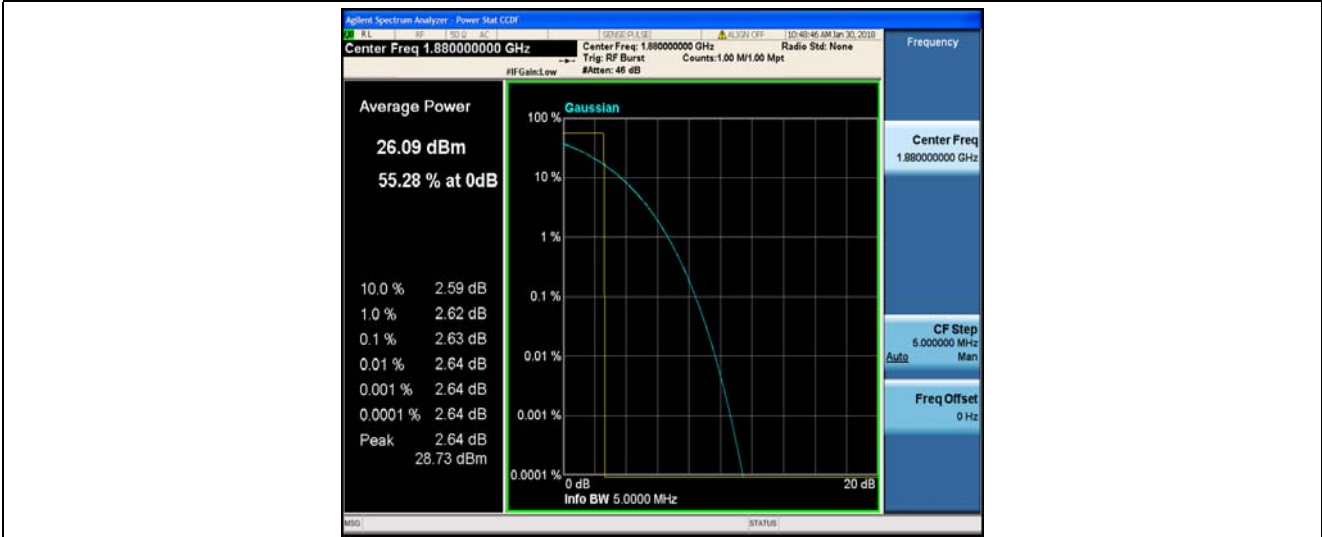 Agilent Spectrum Analyzer - Power Stat CCDF
RL RF 50 Ω AC SENSE:PULSE ALIGN OFF 10:48:46 AM Jan 30, 2018
Center Freq 1.880000000 GHz
Center Freq: 1.880000000 GHz Radio Std: None
Trig: RF Burst Counts:1.00 M/1.00 Mpt
#IFGain:Low #Atten: 46 dB
Frequency
Average Power
26.09 dBm
55.28 % at 0dB
10.0 % 2.59 dB
1.0 % 2.62 dB
0.1 % 2.63 dB
0.01 % 2.64 dB
0.001 % 2.64 dB
0.0001 % 2.64 dB
Peak 2.64 dB
28.73 dBm
Gaussian
100 %
10 %
1 %
0.1 %
0.01 %
0.001 %
0.0001 %
0 dB 20 dB
Info BW 5.0000 MHz
Center Freq
1.880000000 GHz
CF Step
5.000000 MHz
Auto Man
Freq Offset
0 Hz
MSG STATUS